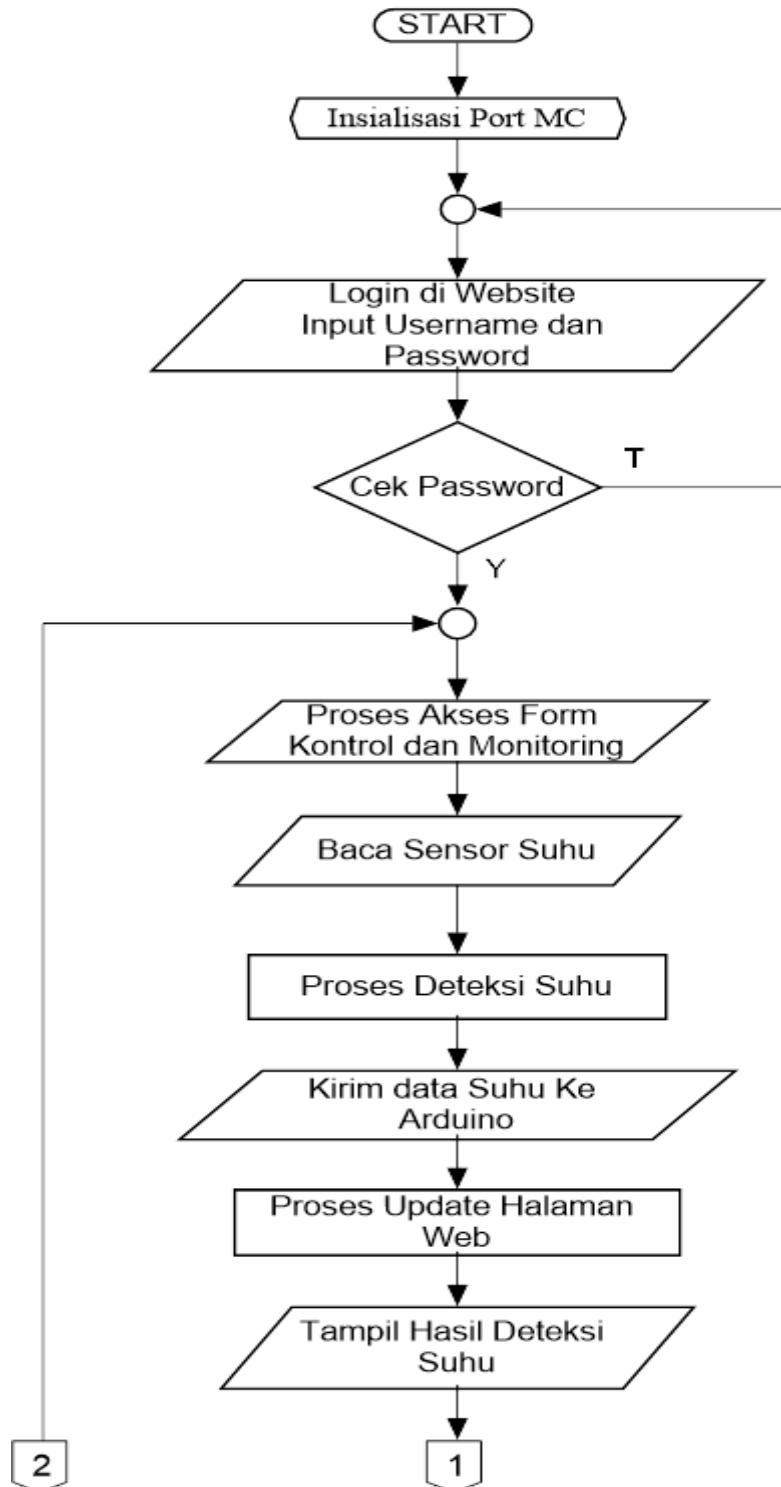 START
Insialisasi Port MC
Login di Website
Input Username dan
Password
Cek Password
T
Y
Proses Akses Form
Kontrol dan Monitoring
Baca Sensor Suhu
Proses Deteksi Suhu
Kirim data Suhu Ke
Arduino
Proses Update Halaman
Web
Tampil Hasil Deteksi
Suhu
2
1